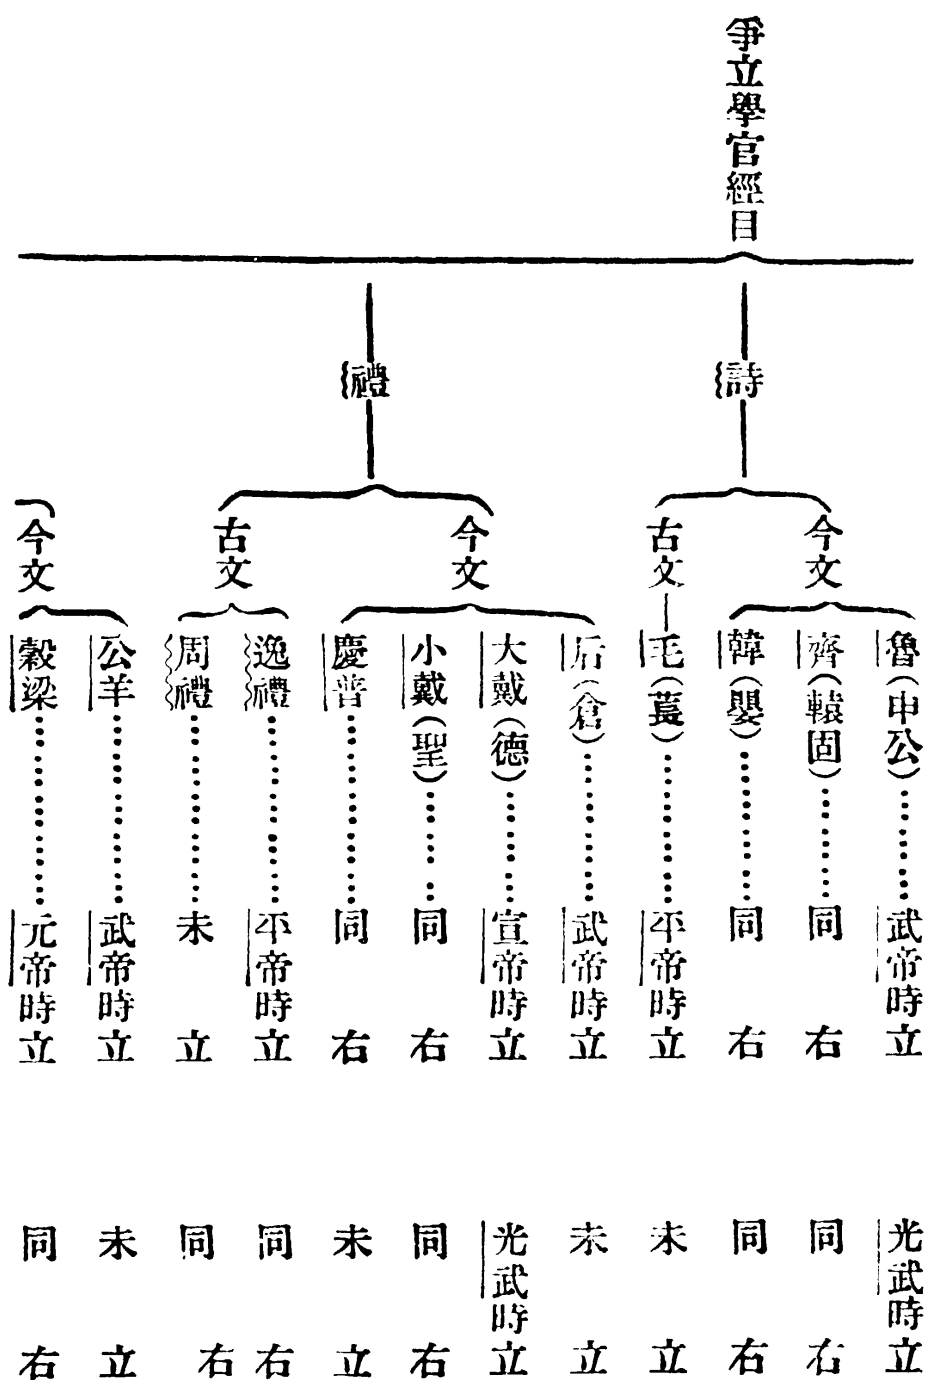 爭立學官經目
詩
今文
魯(申公)………武帝時立　光武時立
齊(轅固)………同右　同右
韓(嬰)………同右　同右
古文
毛(萇)………平帝時立　未立
禮
今文
后(倉)………武帝時立　未立
大戴(德)………宣帝時立　光武時立
小戴(聖)………同右　同右
慶普………同右　未立
古文
逸禮………平帝時立　同右
周禮………未立　同右
今文
公羊………武帝時立　未立
穀梁………元帝時立　同右